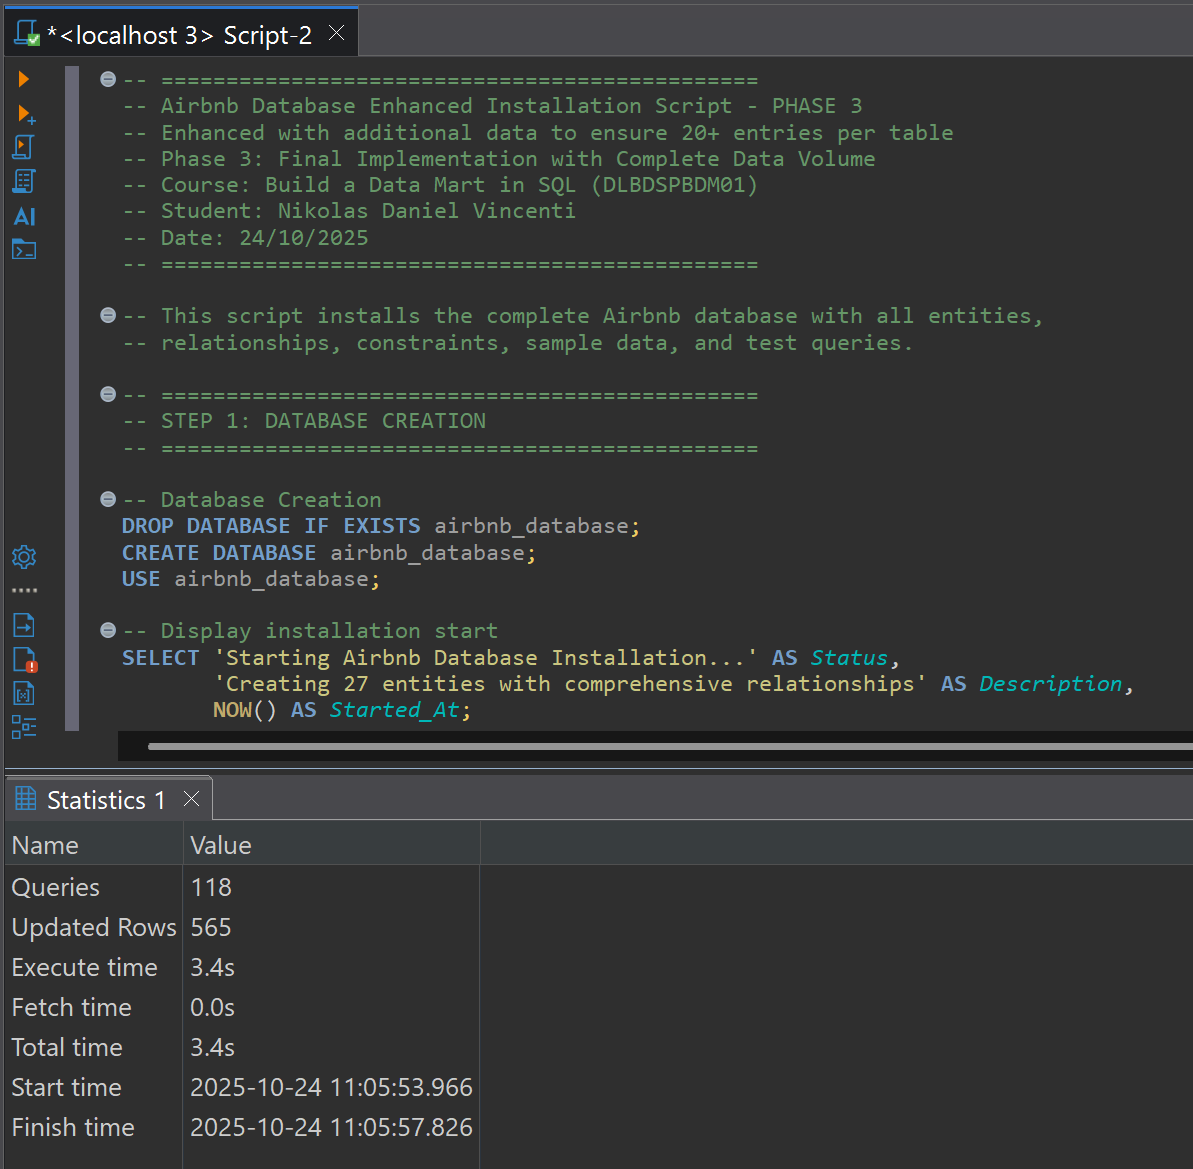 *<localhost 3> Script-2
-- ==============================================
-- Airbnb Database Enhanced Installation Script - PHASE 3
-- Enhanced with additional data to ensure 20+ entries per table
-- Phase 3: Final Implementation with Complete Data Volume
-- Course: Build a Data Mart in SQL (DLBDSPBDM01)
-- Student: Nikolas Daniel Vincenti
-- Date: 24/10/2025
-- ==============================================
-- This script installs the complete Airbnb database with all entities,
-- relationships, constraints, sample data, and test queries.
-- ==============================================
-- STEP 1: DATABASE CREATION
-- ==============================================
-- Database Creation
DROP DATABASE IF EXISTS airbnb_database;
CREATE DATABASE airbnb_database;
USE airbnb_database;
-- Display installation start
SELECT 'Starting Airbnb Database Installation...' AS Status,
'Creating 27 entities with comprehensive relationships' AS Description,
NOW() AS Started_At;
AI
Statistics 1
Name Value
Queries 118
Updated Rows 565
Execute time 3.4s
Fetch time 0.0s
Total time 3.4s
Start time 2025-10-24 11:05:53.966
Finish time 2025-10-24 11:05:57.826